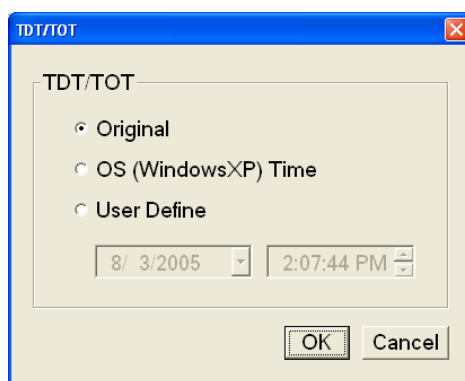 TDT/TOT
TDT/TOT
Original
OS (WindowsXP) Time
User Define
8/ 3/2005 2:07:44 PM
OK Cancel